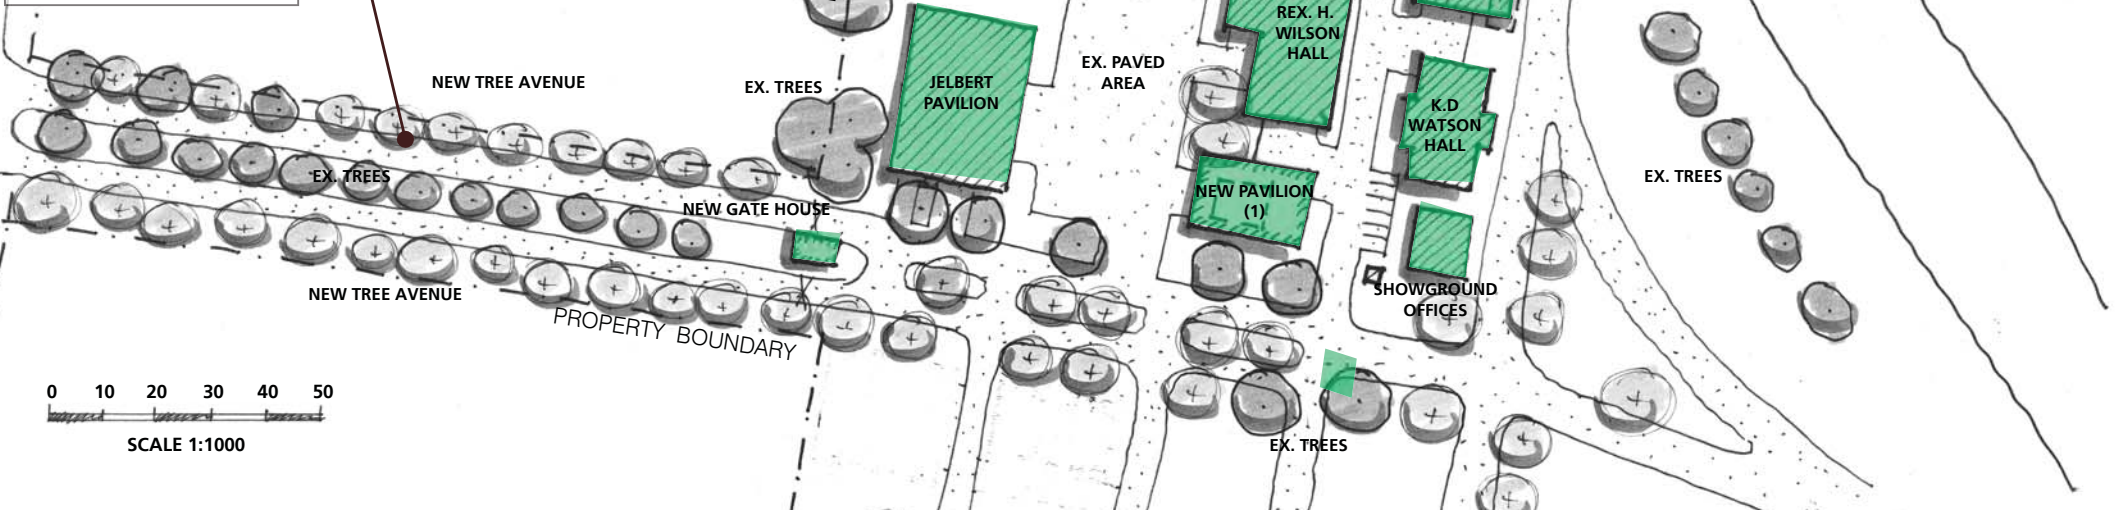 REX. H.
WILSON
HALL
NEW TREE AVENUE
EX. TREES
JELBERT
PAVILION
EX. PAVED
AREA
K.D
WATSON
HALL
EX. TREES
EX. TREES
NEW PAVILION
(1)
NEW GATE HOUSE
NEW TREE AVENUE
SHOWGROUND
OFFICES
PROPERTY BOUNDARY
0 10 20 30 40 50
SCALE 1:1000
EX. TREES